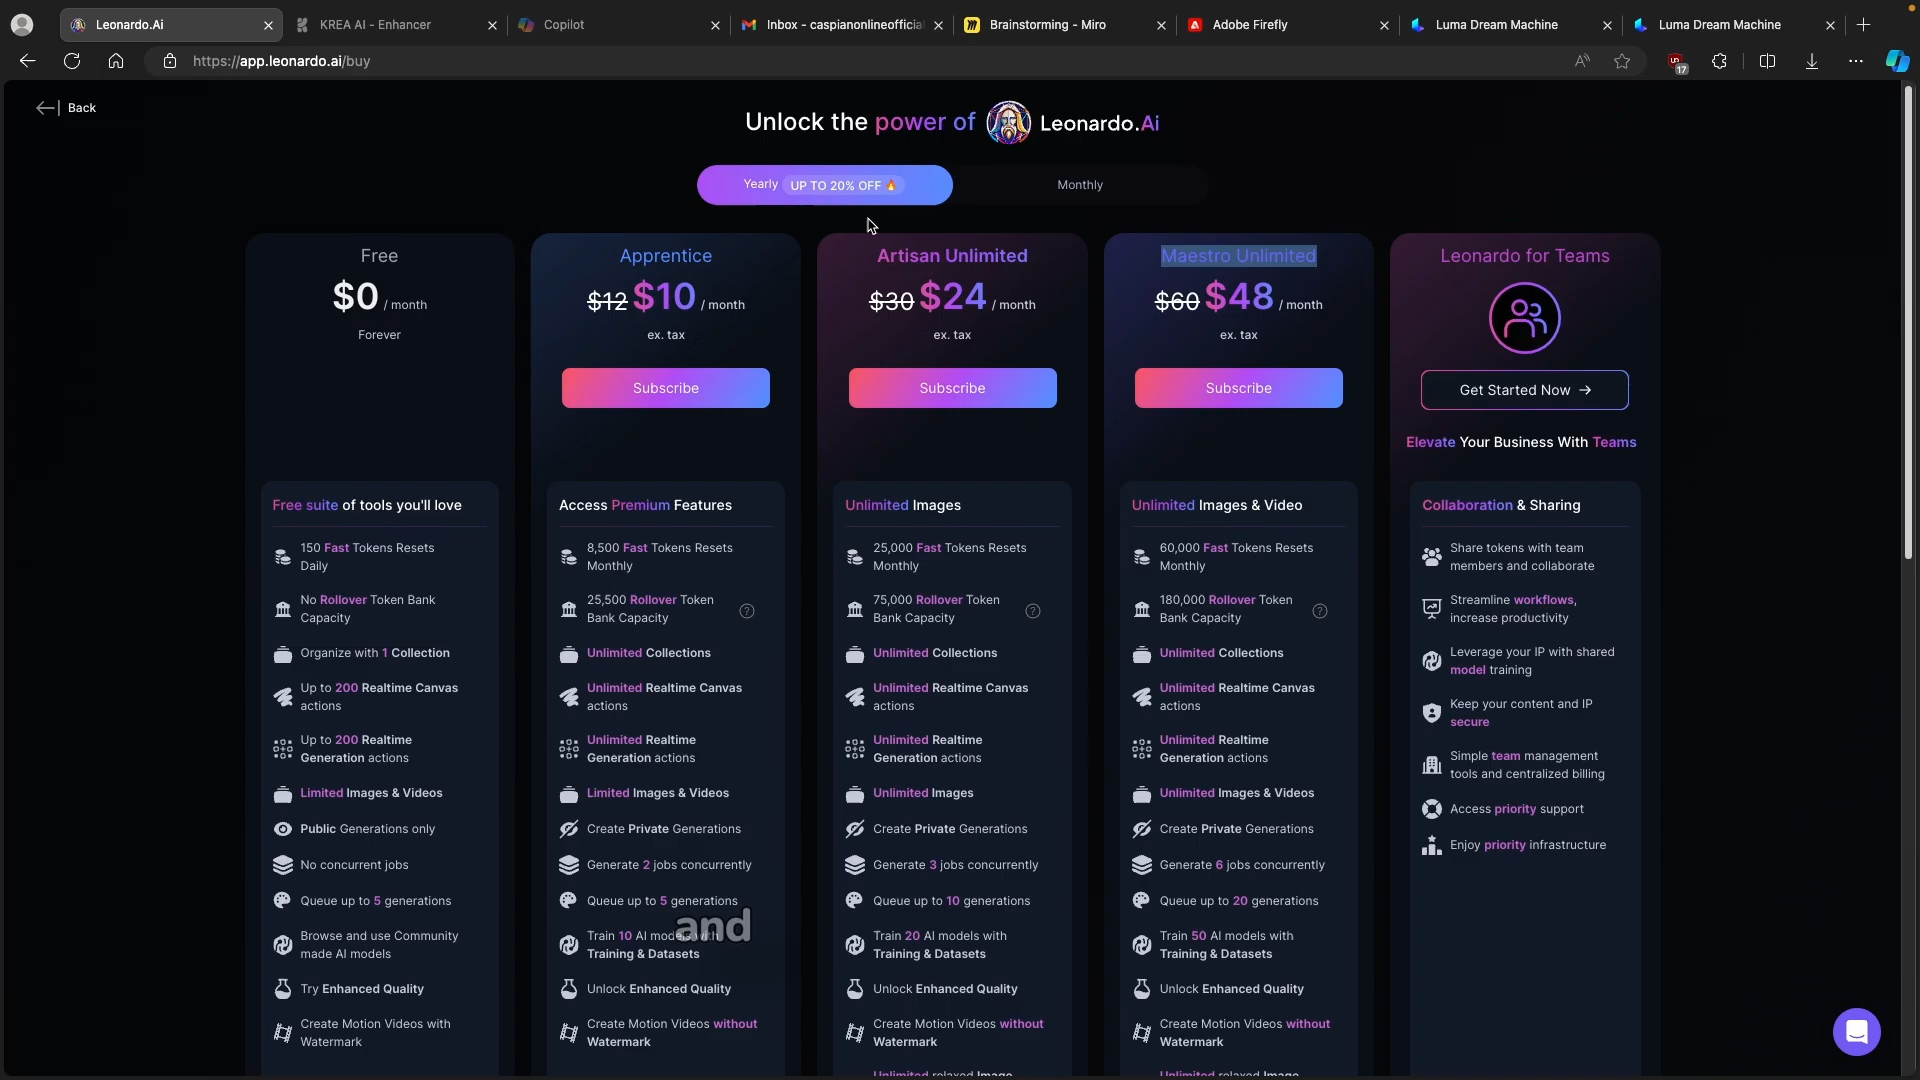 Leonardo.Ai
KREA AI - Enhancer
Copilot
Inbox - caspianonlineofficial
Brainstorming - Miro
Adobe Firefly
Luma Dream Machine
Luma Dream Machine
https://app.leonardo.ai/buy
17
Back
Unlock the power of Leonardo.Ai
Yearly UP TO 20% OFF 🔥
Monthly
Free
$0 / month
Forever
Free suite of tools you'll love
150 Fast Tokens Resets
Daily
No Rollover Token Bank
Capacity
Organize with 1 Collection
Up to 200 Realtime Canvas
actions
Up to 200 Realtime
Generation actions
Limited Images & Videos
Public Generations only
No concurrent jobs
Queue up to 5 generations
Browse and use Community
made AI models
Try Enhanced Quality
Create Motion Videos with
Watermark
Apprentice
$12 $10 / month
ex. tax
Subscribe
Access Premium Features
8,500 Fast Tokens Resets
Monthly
25,500 Rollover Token
Bank Capacity
Unlimited Collections
Unlimited Realtime Canvas
actions
Unlimited Realtime
Generation actions
Limited Images & Videos
Create Private Generations
Generate 2 jobs concurrently
Queue up to 5 generations
Train 10 AI models with
Training & Datasets
Unlock Enhanced Quality
Create Motion Videos without
Watermark
and
Artisan Unlimited
$30 $24 / month
ex. tax
Subscribe
Unlimited Images
25,000 Fast Tokens Resets
Monthly
75,000 Rollover Token
Bank Capacity
Unlimited Collections
Unlimited Realtime Canvas
actions
Unlimited Realtime
Generation actions
Unlimited Images
Create Private Generations
Generate 3 jobs concurrently
Queue up to 10 generations
Train 20 AI models with
Training & Datasets
Unlock Enhanced Quality
Create Motion Videos without
Watermark
Unlimited relaxed Image
Maestro Unlimited
$60 $48 / month
ex. tax
Subscribe
Unlimited Images & Video
60,000 Fast Tokens Resets
Monthly
180,000 Rollover Token
Bank Capacity
Unlimited Collections
Unlimited Realtime Canvas
actions
Unlimited Realtime
Generation actions
Unlimited Images & Videos
Create Private Generations
Generate 6 jobs concurrently
Queue up to 20 generations
Train 50 AI models with
Training & Datasets
Unlock Enhanced Quality
Create Motion Videos without
Watermark
Unlimited relaxed Image
Leonardo for Teams
Get Started Now →
Elevate Your Business With Teams
Collaboration & Sharing
Share tokens with team
members and collaborate
Streamline workflows,
increase productivity
Leverage your IP with shared
model training
Keep your content and IP
secure
Simple team management
tools and centralized billing
Access priority support
Enjoy priority infrastructure